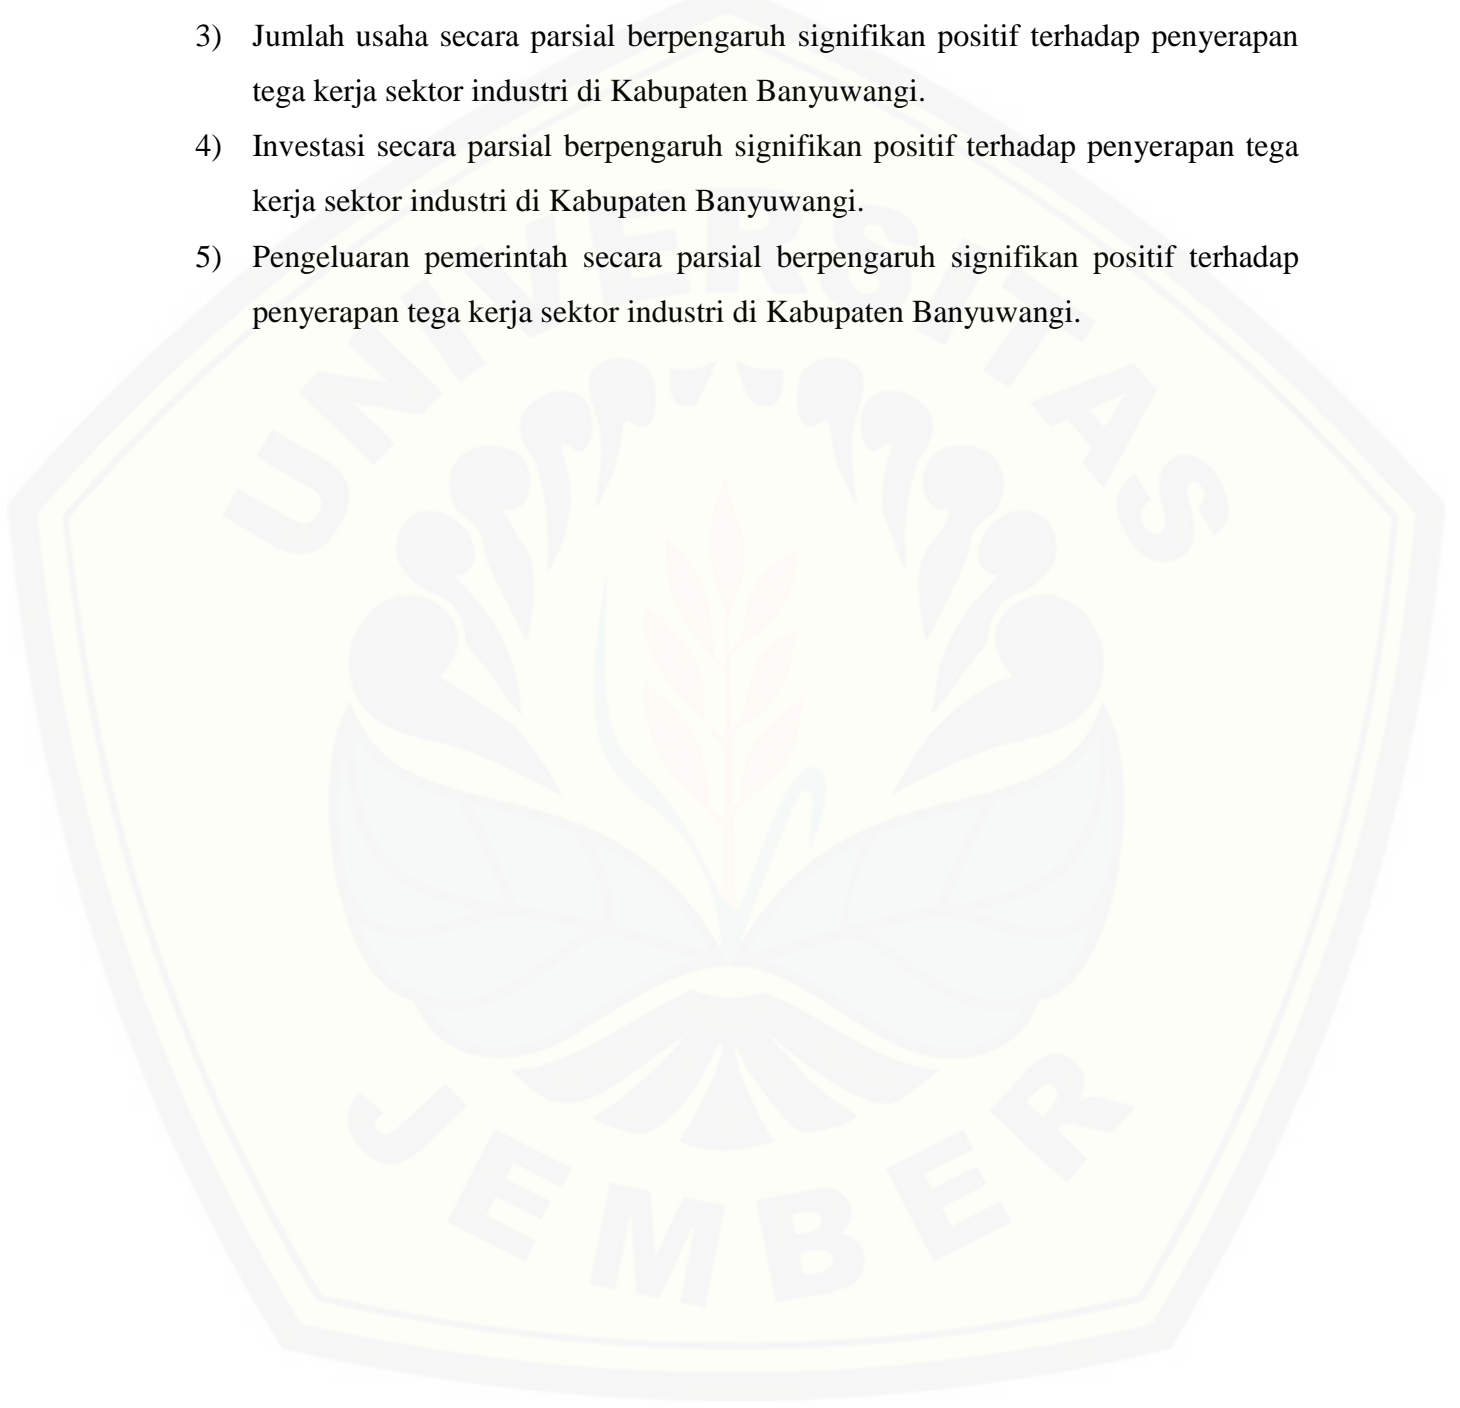 3) Jumlah usaha secara parsial berpengaruh signifikan positif terhadap penyerapan
tega kerja sektor industri di Kabupaten Banyuwangi.
4) Investasi secara parsial berpengaruh signifikan positif terhadap penyerapan tega
kerja sektor industri di Kabupaten Banyuwangi.
5) Pengeluaran pemerintah secara parsial berpengaruh signifikan positif terhadap
penyerapan tega kerja sektor industri di Kabupaten Banyuwangi.
UNIVERSITAS
JEMBER